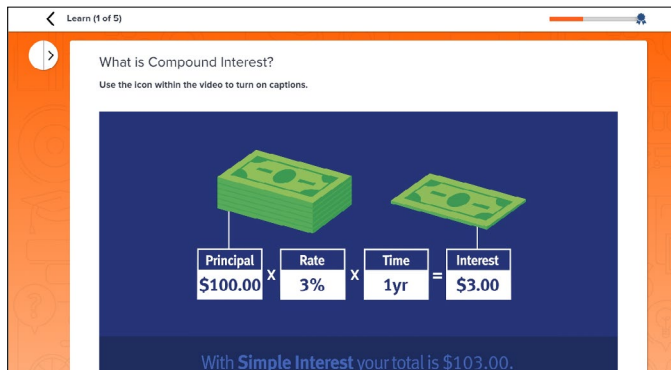 Learn (1 of 5)
What is Compound Interest?
Use the icon within the video to turn on captions.
Principal Rate Time Interest
$100.00 x 3% x 1yr = $3.00
With Simple Interest your total is $103.00.